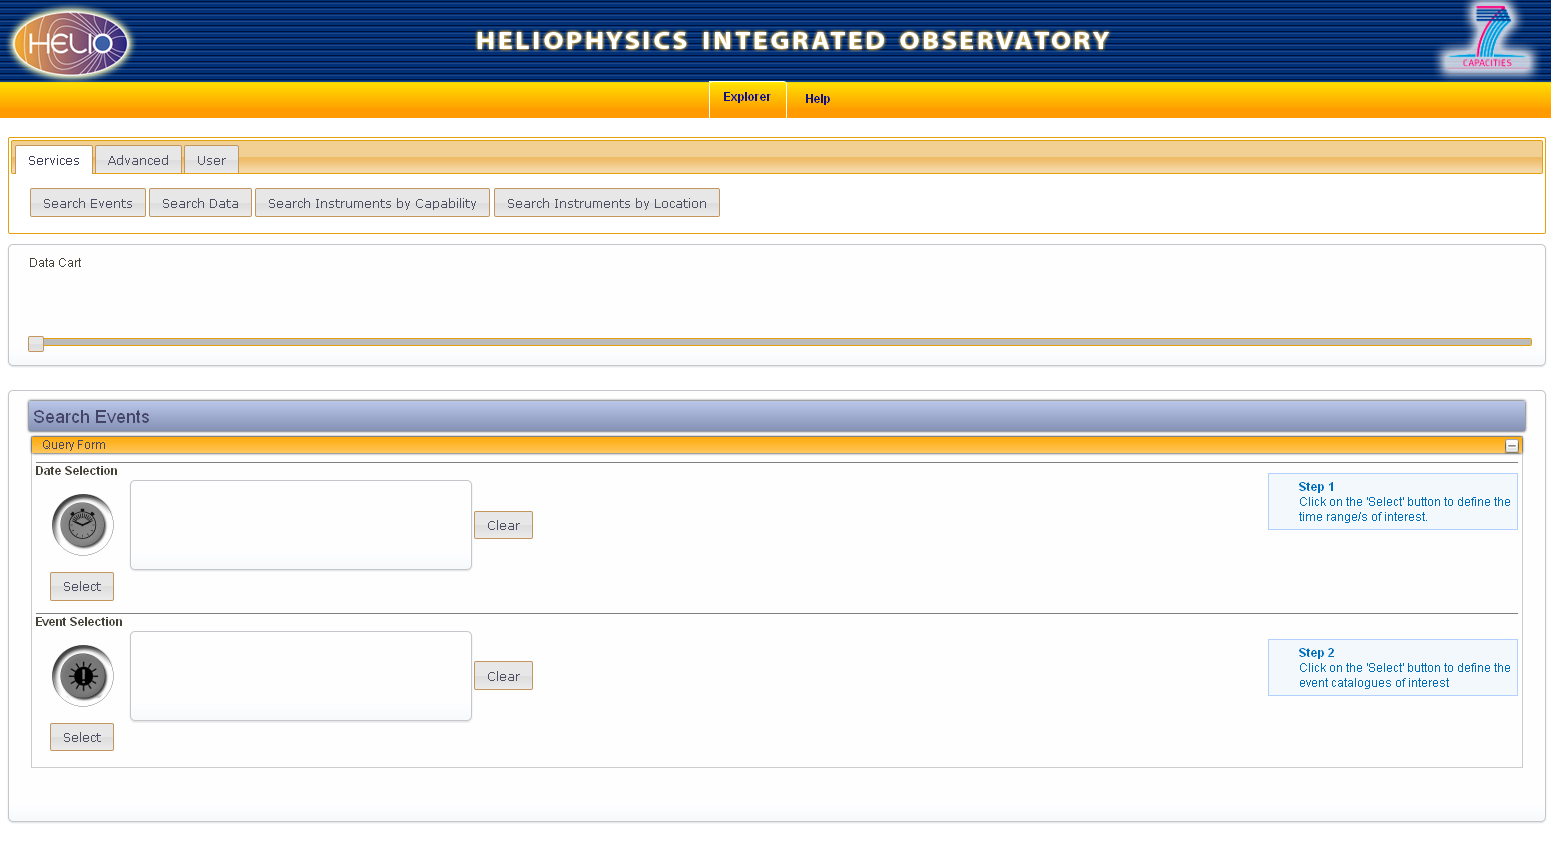 HELIO
HELIOPHYSICS INTEGRATED OBSERVATORY
7
CAPACITIES
Explorer Help
Services Advanced User
Search Events Search Data Search Instruments by Capability Search Instruments by Location
Data Cart
Search Events
Query Form
Date Selection
Clear
Select
Step 1
Click on the 'Select' button to define the
time range/s of interest.
Event Selection
Clear
Select
Step 2
Click on the 'Select' button to define the
event catalogues of interest